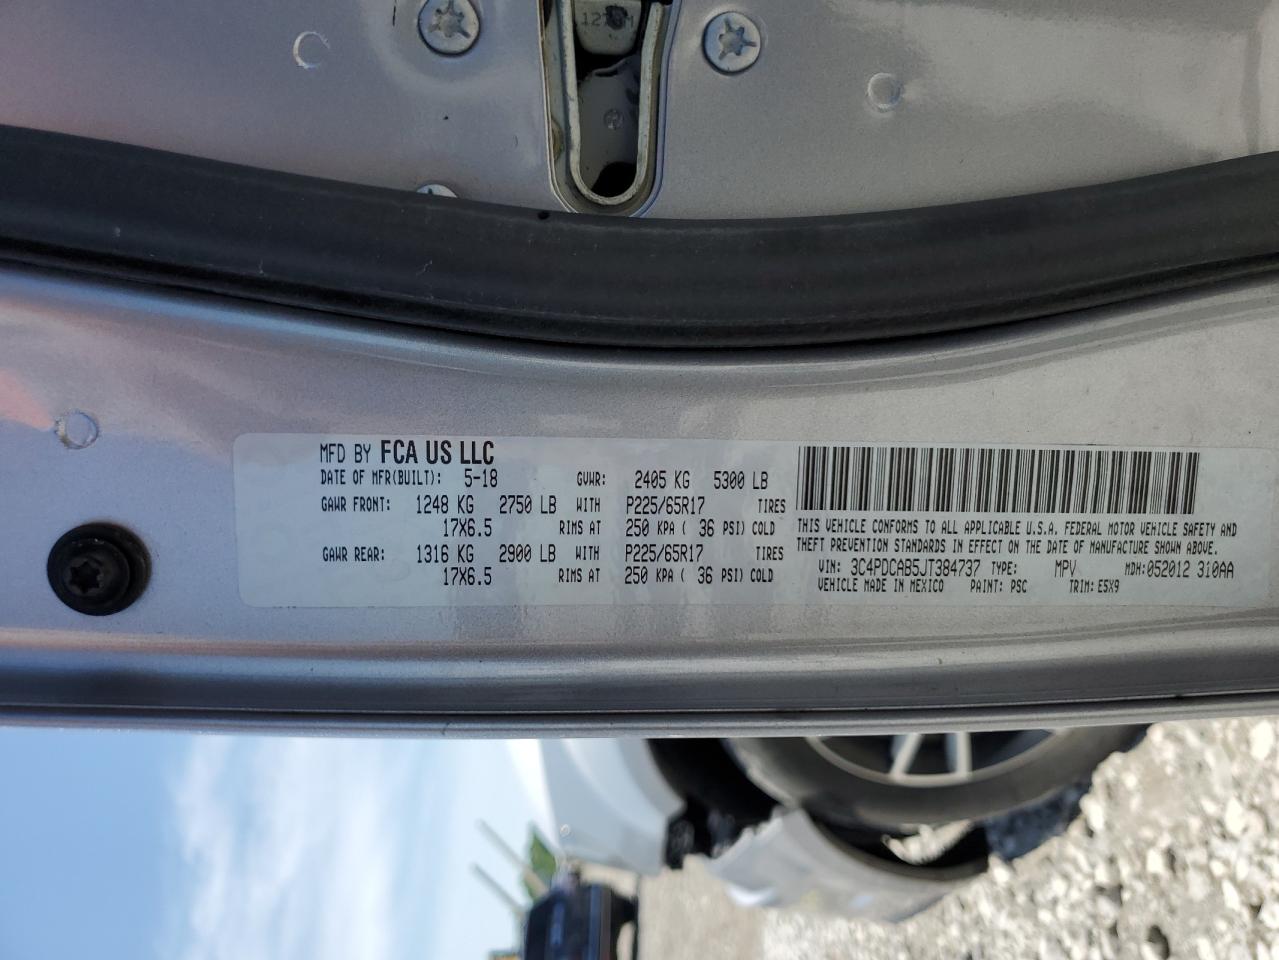 127 M
MFD BY FCA US LLC
DATE OF MFR(BUILT): 5-18 GVWR: 2405 KG 5300 LB
GAWR FRONT: 1248 KG 2750 LB WITH P225/65R17 TIRES
17X6.5 RIMS AT 250 KPA ( 36 PSI) COLD
GAWR REAR: 1316 KG 2900 LB WITH P225/65R17 TIRES
17X6.5 RIMS AT 250 KPA ( 36 PSI) COLD
THIS VEHICLE CONFORMS TO ALL APPLICABLE U.S.A. FEDERAL MOTOR VEHICLE SAFETY AND
THEFT PREVENTION STANDARDS IN EFFECT ON THE DATE OF MANUFACTURE SHOWN ABOVE.
VIN: 3C4PDCAB5JT384737 TYPE: MPV MDH:052012 310AA
VEHICLE MADE IN MEXICO PAINT: PSC TRIM: E5X9